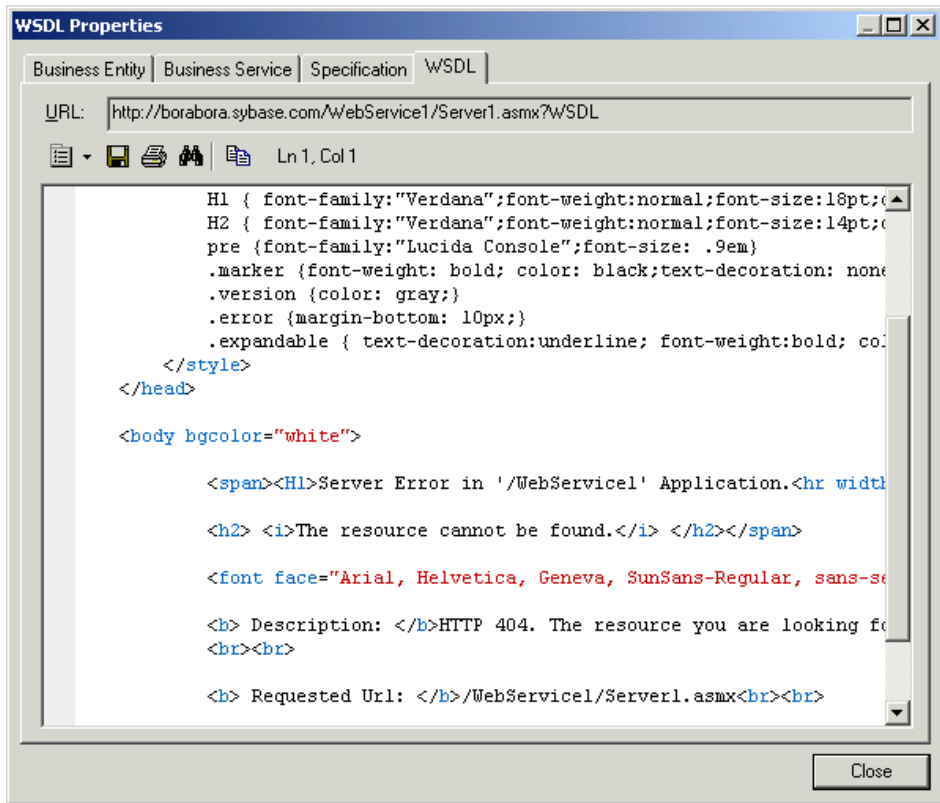 WSDL Properties
Business Entity Business Service Specification WSDL
URL: http://borabora.sybase.com/WebService1/Server1.asmx?WSDL
Ln 1, Col 1
H1 { font-family:"Verdana";font-weight:normal;font-size:18pt;
H2 { font-family:"Verdana";font-weight:normal;font-size:14pt;
pre {font-family:"Lucida Console";font-size: .9em}
.marker {font-weight: bold; color: black;text-decoration: none
.version {color: gray;}
.error {margin-bottom: 10px;}
.expandable { text-decoration:underline; font-weight:bold; col
</style>
</head>
<body bgcolor="white">
<span><H1>Server Error in '/WebService1' Application.<hr width
<h2> <i>The resource cannot be found.</i> </h2></span>
<font face="Arial, Helvetica, Geneva, SunSans-Regular, sans-se
<b> Description: </b>HTTP 404. The resource you are looking fo
<br><br>
<b> Requested Url: </b>/WebService1/Server1.asmx<br><br>
Close